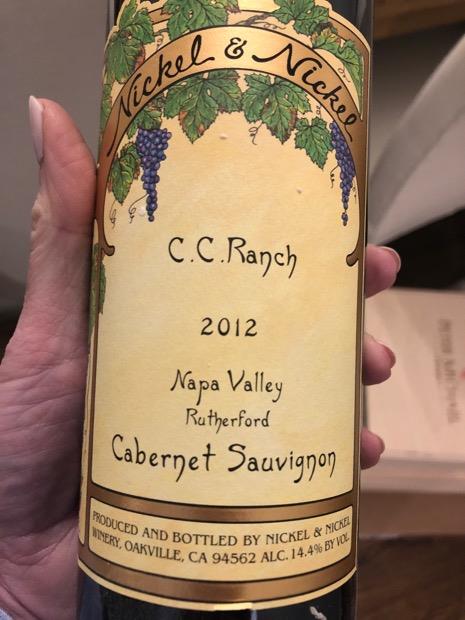 Nickel & Nickel
C.C.Ranch
2012
Napa Valley
Rutherford
Cabernet Sauvignon
PRODUCED AND BOTTLED BY NICKEL & NICKEL
WINERY, OAKVILLE, CA 94562 ALC. 14.4% BY VOL.